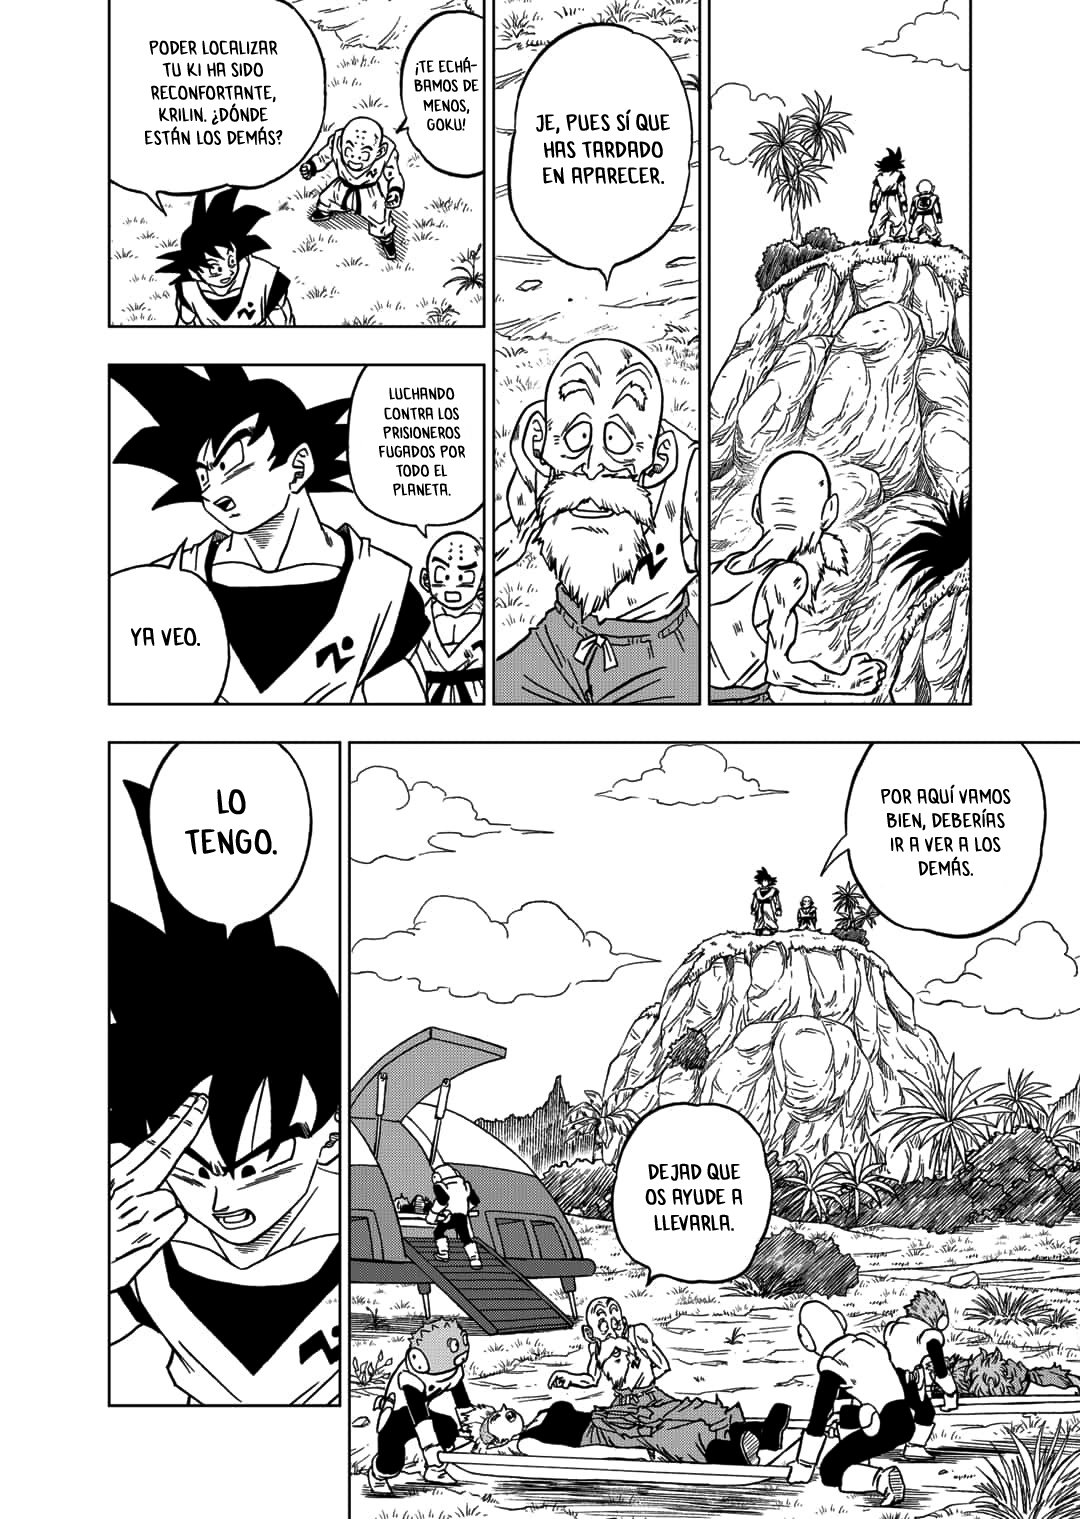 JE, PUES SÍ QUE
HAS TARDADO
EN APARECER.
¡TE ECHÁ-
BAMOS DE
MENOS,
GOKU!
PODER LOCALIZAR
TU KI HA SIDO
RECONFORTANTE,
KRILIN. ¿DÓNDE
ESTÁN LOS DEMÁS?
LUCHANDO
CONTRA LOS
PRISIONEROS
FUGADOS POR
TODO EL
PLANETA.
YA VEO.
POR AQUÍ VAMOS
BIEN, DEBERÍAS
IR A VER A LOS
DEMÁS.
DEJAD QUE
OS AYUDE A
LLEVARLA.
LO
TENGO.